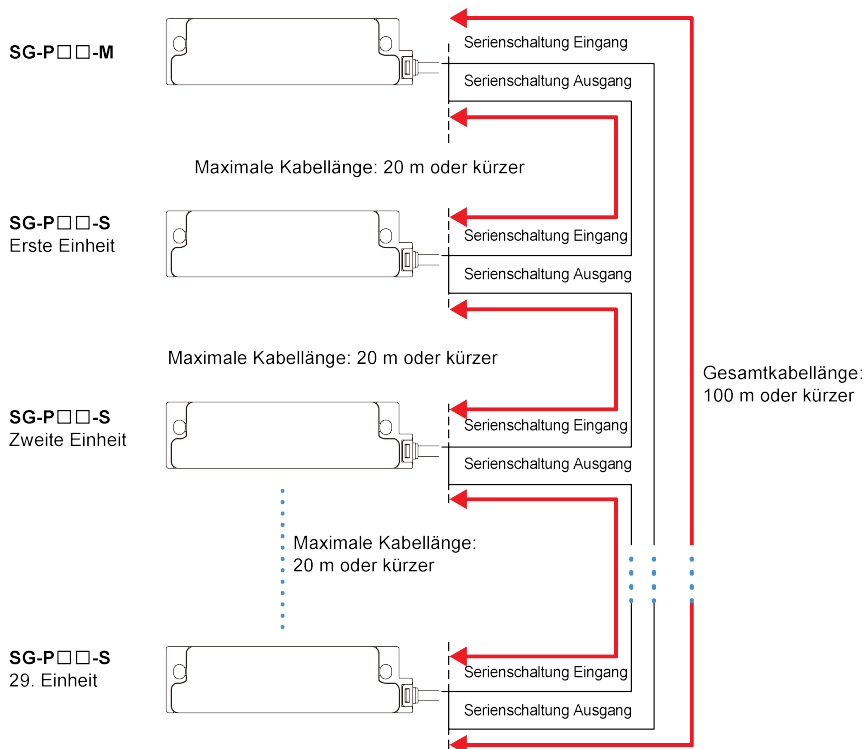 SG-P□□-M
Serienschaltung Eingang
Serienschaltung Ausgang
Maximale Kabellänge: 20 m oder kürzer
SG-P□□-S
Erste Einheit
Serienschaltung Eingang
Serienschaltung Ausgang
Maximale Kabellänge: 20 m oder kürzer
Gesamtkabellänge:
100 m oder kürzer
SG-P□□-S
Zweite Einheit
Serienschaltung Eingang
Serienschaltung Ausgang
Maximale Kabellänge:
20 m oder kürzer
SG-P□□-S
29. Einheit
Serienschaltung Eingang
Serienschaltung Ausgang